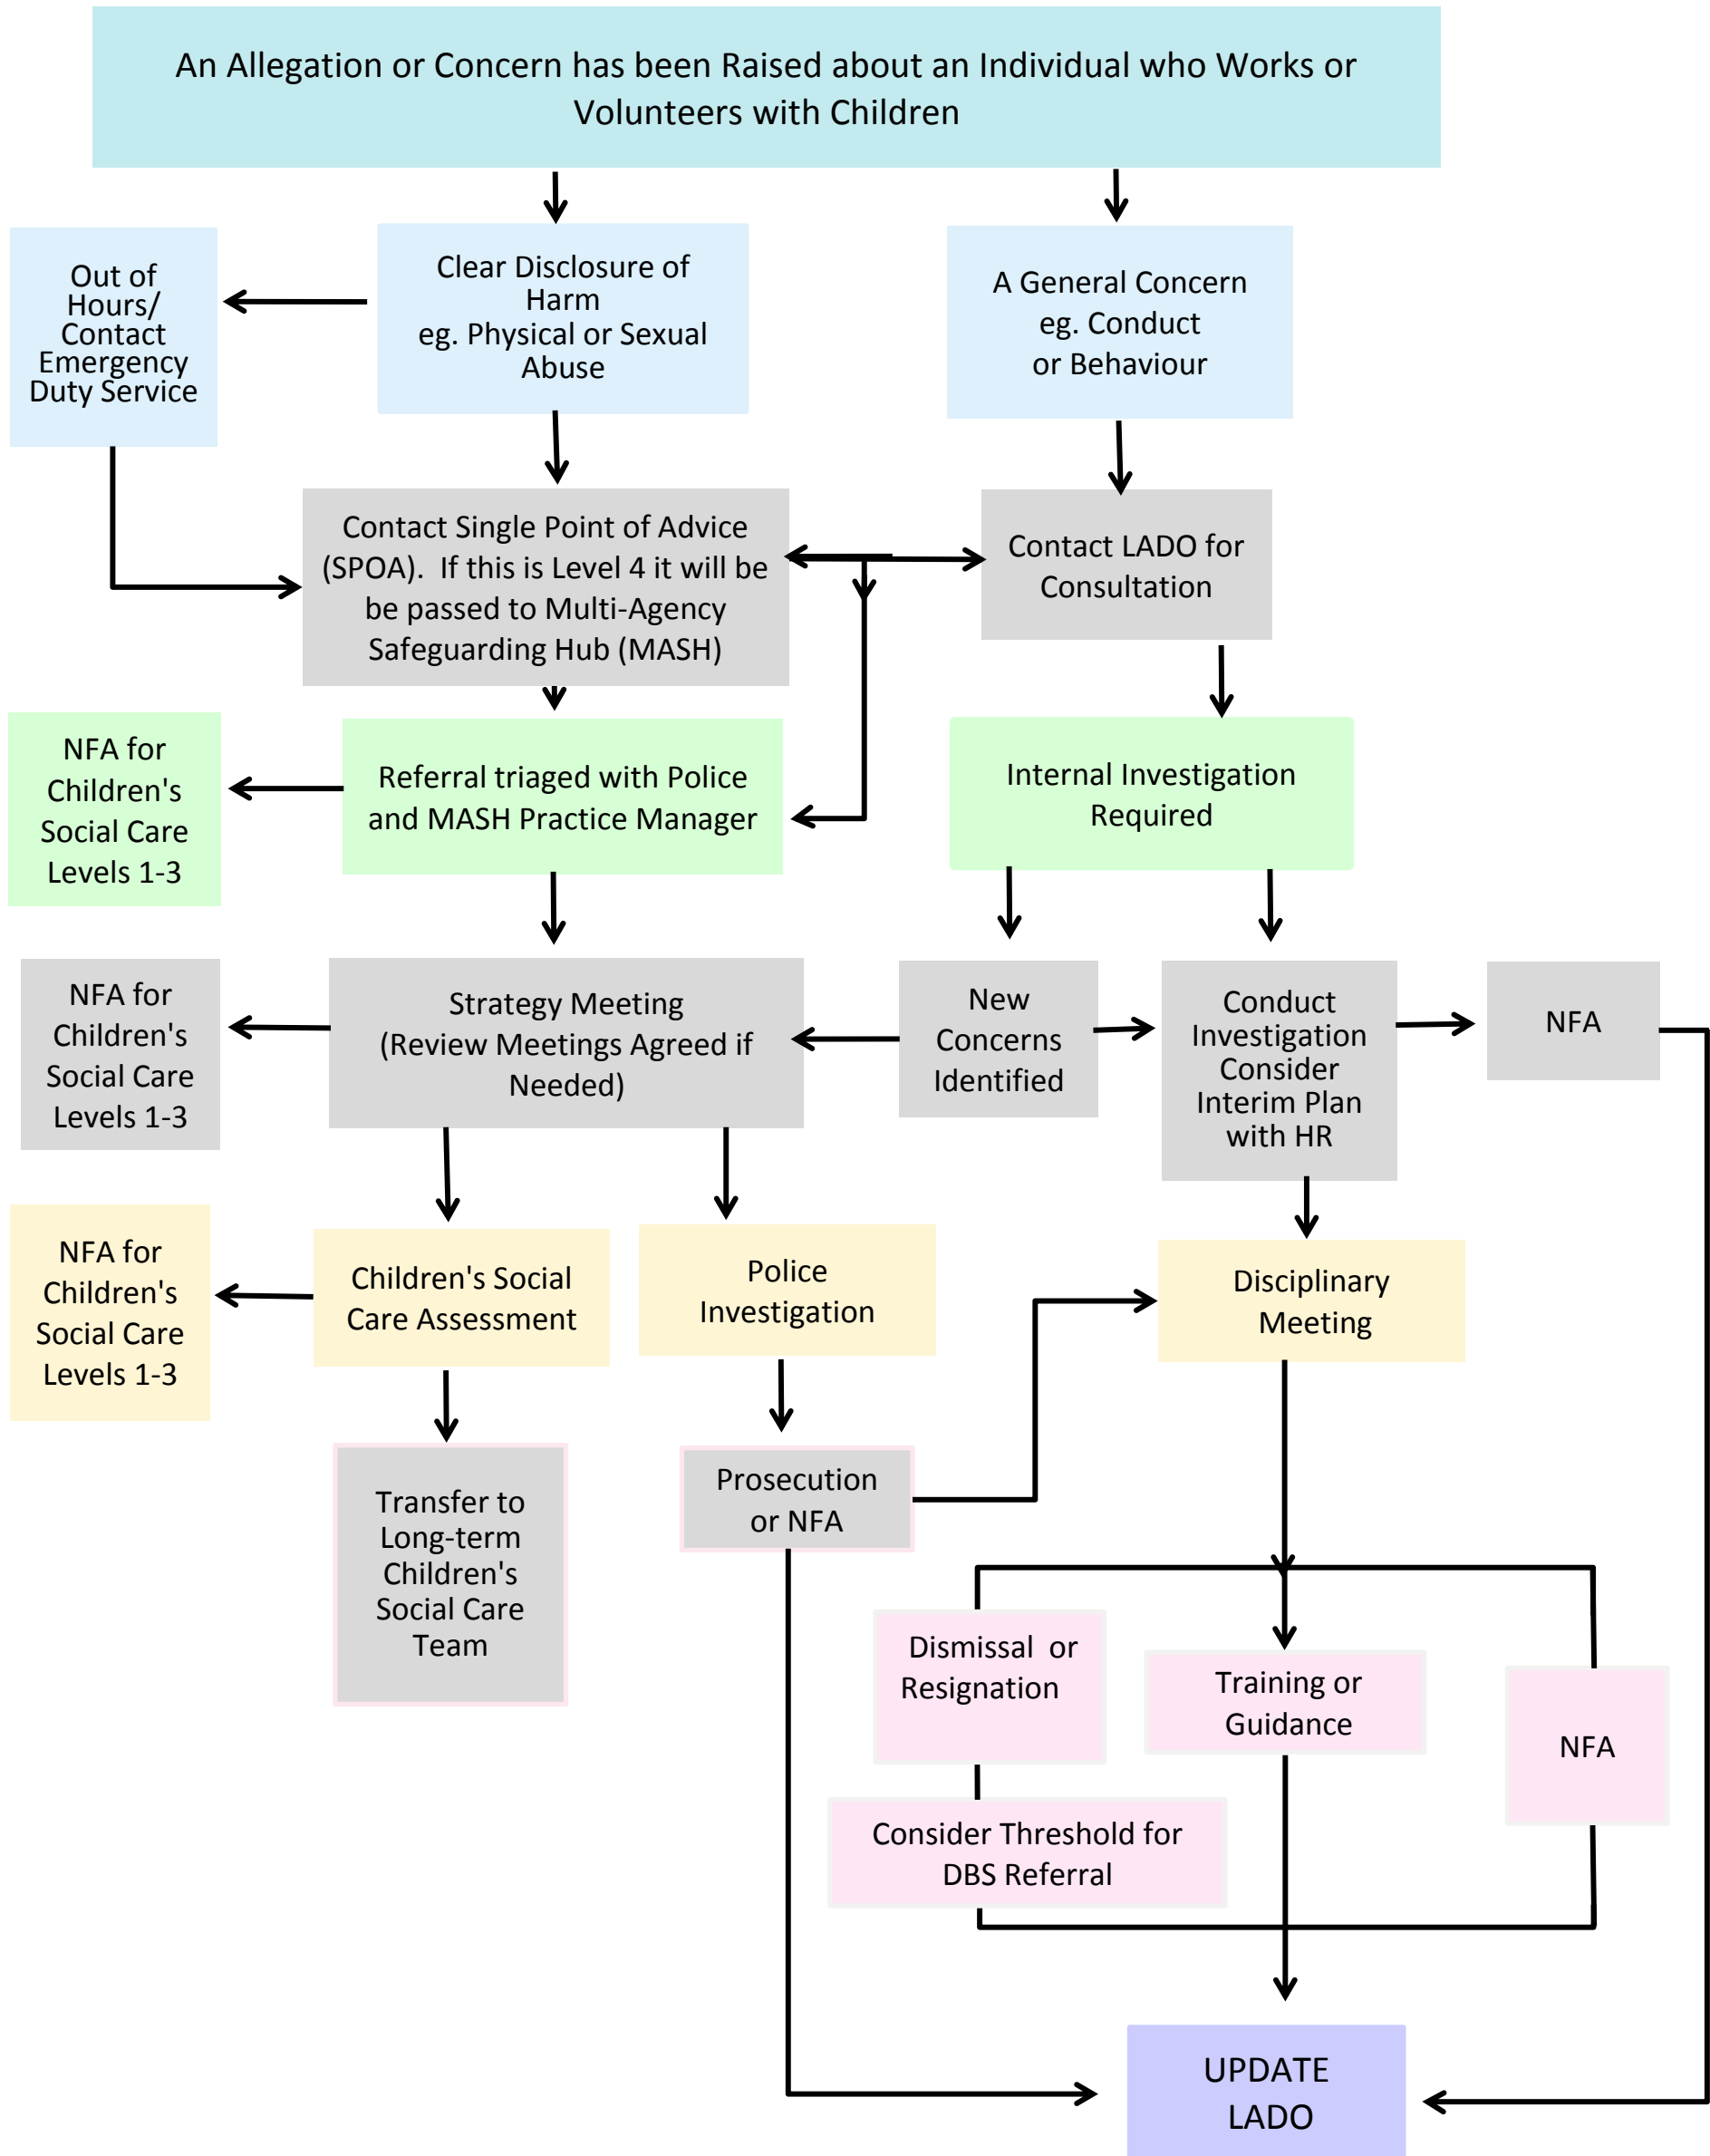 An Allegation or Concern has been Raised about an Individual who Works or
Volunteers with Children
Out of
Hours/
Contact
Emergency
Duty Service
Clear Disclosure of
Harm
eg. Physical or Sexual
Abuse
A General Concern
eg. Conduct
or Behaviour
Contact Single Point of Advice
(SPOA).  If this is Level 4 it will be
be passed to Multi-Agency
Safeguarding Hub (MASH)
Contact LADO for
Consultation
NFA for
Children's
Social Care
Levels 1-3
Referral triaged with Police
and MASH Practice Manager
Internal Investigation
Required
NFA for
Children's
Social Care
Levels 1-3
Strategy Meeting
(Review Meetings Agreed if
Needed)
New
Concerns
Identified
Conduct
Investigation
Consider
Interim Plan
with HR
NFA
NFA for
Children's
Social Care
Levels 1-3
Children's Social
Care Assessment
Police
Investigation
Disciplinary
Meeting
Transfer to
Long-term
Children's
Social Care
Team
Prosecution
or NFA
Dismissal  or
Resignation
Training or
Guidance
NFA
Consider Threshold for
DBS Referral
UPDATE
LADO